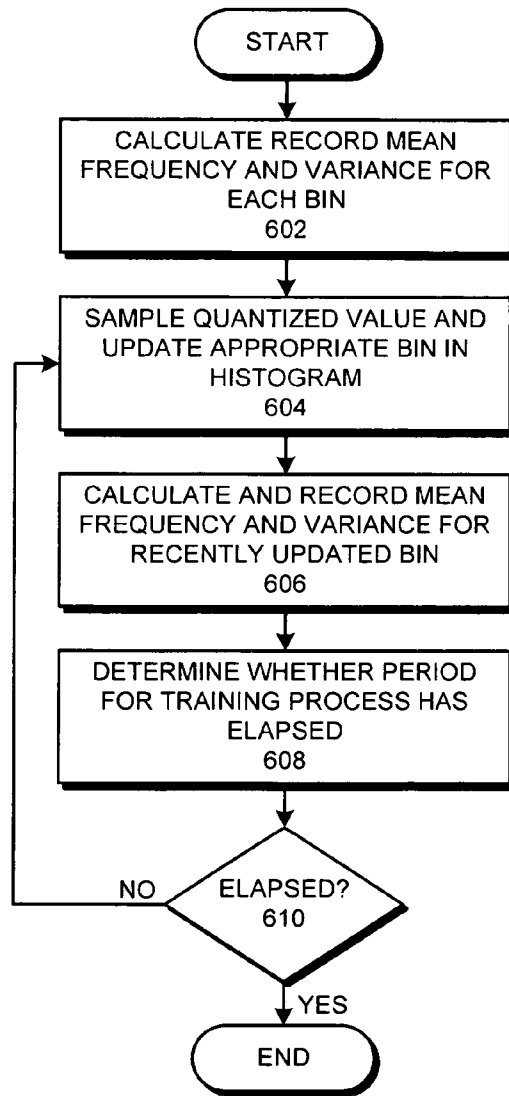 START
CALCULATE RECORD MEAN
FREQUENCY AND VARIANCE FOR
EACH BIN
602
SAMPLE QUANTIZED VALUE AND
UPDATE APPROPRIATE BIN IN
HISTOGRAM
604
CALCULATE AND RECORD MEAN
FREQUENCY AND VARIANCE FOR
RECENTLY UPDATED BIN
606
DETERMINE WHETHER PERIOD
FOR TRAINING PROCESS HAS
ELAPSED
608
NO
ELAPSED?
610
YES
END